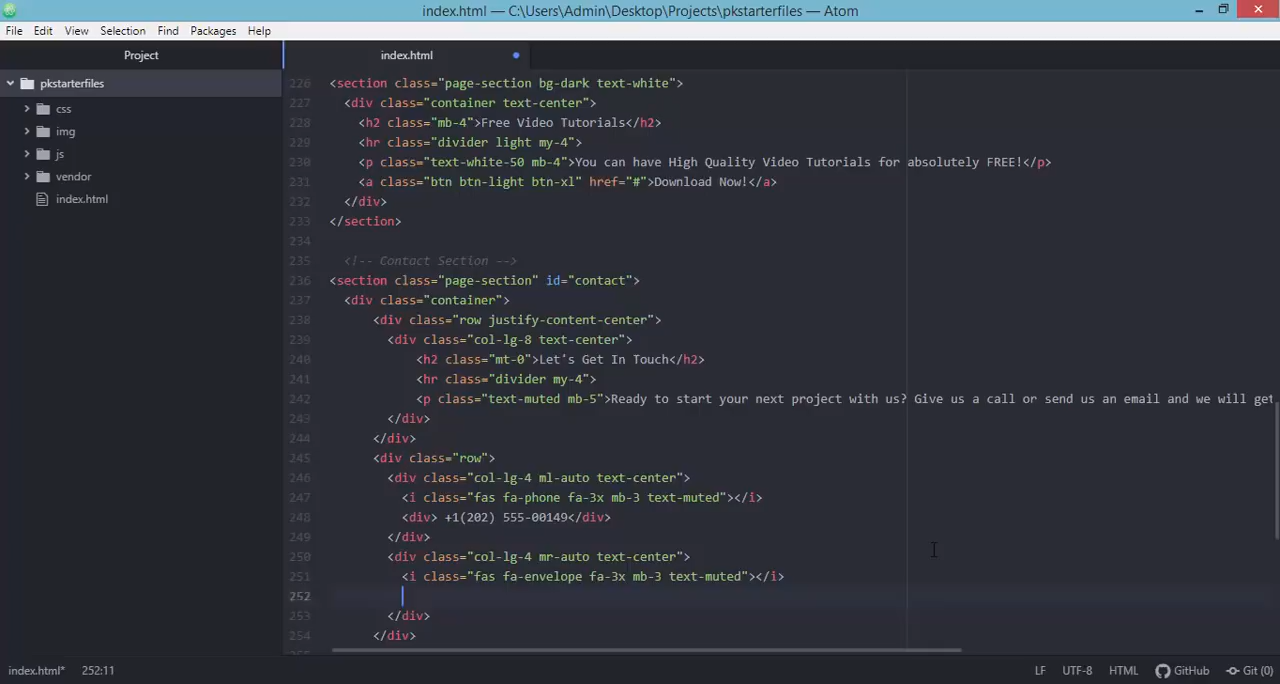 index.html — C:\Users\Admin\Desktop\Projects\pkstarterfiles — Atom
File Edit View Selection Find Packages Help
Project
index.html
pkstarterfiles
css
img
js
vendor
index.html
226 <section class="page-section bg-dark text-white">
227 <div class="container text-center">
228 <h2 class="mb-4">Free Video Tutorials</h2>
229 <hr class="divider light my-4">
230 <p class="text-white-50 mb-4">You can have High Quality Video Tutorials for absolutely FREE!</p>
231 <a class="btn btn-light btn-xl" href="#">Download Now!</a>
232 </div>
233 </section>
234
235 <!-- Contact Section -->
236 <section class="page-section" id="contact">
237 <div class="container">
238 <div class="row justify-content-center">
239 <div class="col-lg-8 text-center">
240 <h2 class="mt-0">Let's Get In Touch</h2>
241 <hr class="divider my-4">
242 <p class="text-muted mb-5">Ready to start your next project with us? Give us a call or send us an email and we will get
243 </div>
244 </div>
245 <div class="row">
246 <div class="col-lg-4 ml-auto text-center">
247 <i class="fas fa-phone fa-3x mb-3 text-muted"></i>
248 <div> +1(202) 555-00149</div>
249 </div>
250 <div class="col-lg-4 mr-auto text-center">
251 <i class="fas fa-envelope fa-3x mb-3 text-muted"></i>
252
253 </div>
254 </div>
index.html* 252:11 LF UTF-8 HTML GitHub Git (0)